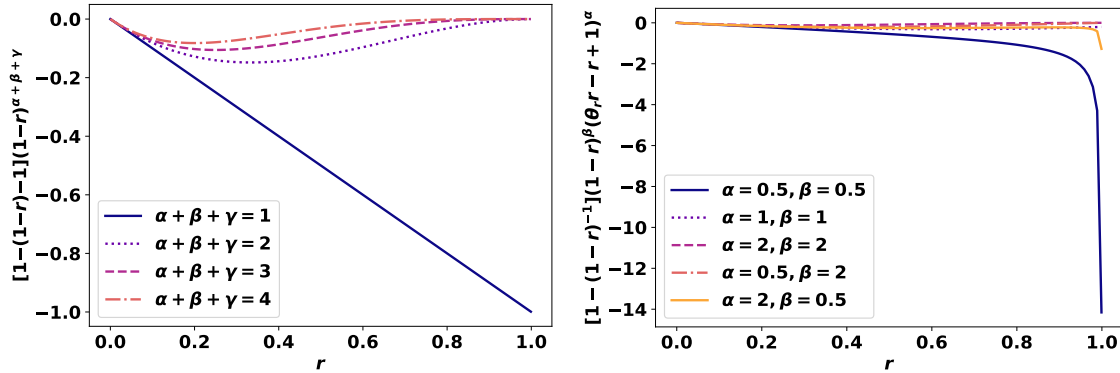 [1−(1−r)−1](1−r)^{α+β+γ}
0.0
−0.2
−0.4
−0.6
−0.8
−1.0
0.0 0.2 0.4 0.6 0.8 1.0
r
α + β + γ = 1
α + β + γ = 2
α + β + γ = 3
α + β + γ = 4
[1−(1−r)^{−1}](1−r)^β(θ_r r−r+1)^α
0
−2
−4
−6
−8
−10
−12
−14
0.0 0.2 0.4 0.6 0.8 1.0
r
α = 0.5, β = 0.5
α = 1, β = 1
α = 2, β = 2
α = 0.5, β = 2
α = 2, β = 0.5